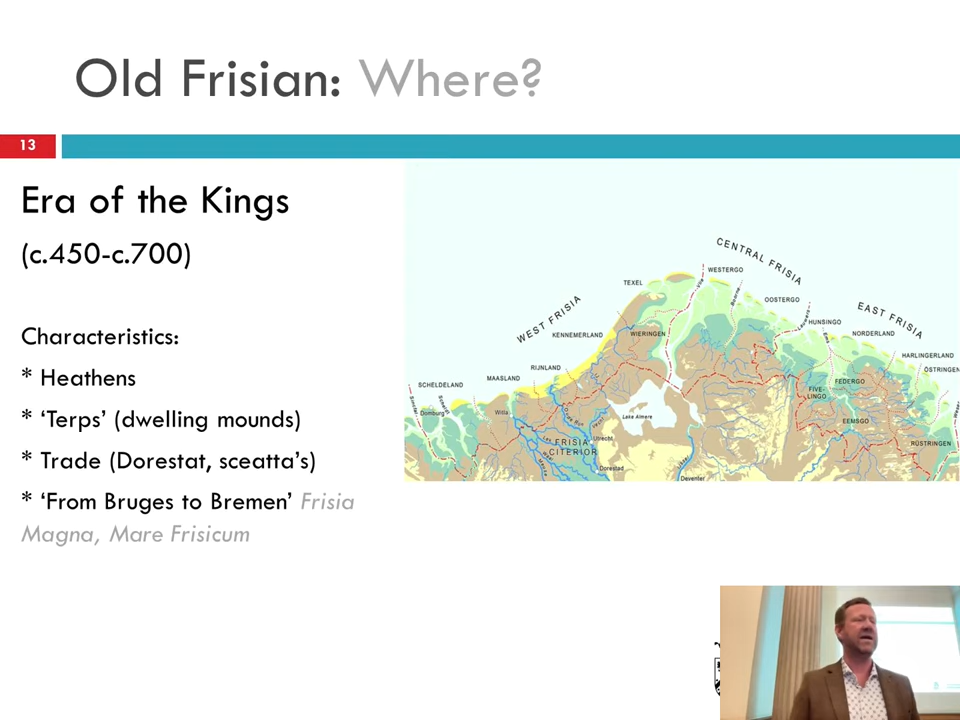 Old Frisian: Where?
13
Era of the Kings
(c.450-c.700)
Characteristics:
* Heathens
* ‘Terps’ (dwelling mounds)
* Trade (Dorestat, sceatta’s)
* ‘From Bruges to Bremen’ Frisia
Magna, Mare Frisicum
CENTRAL FRISIA
WESTERGO
TEXEL
OOSTERGO
WEST FRISIA
EAST FRISIA
HUNSINGO
KENNEMERLAND
WIERINGEN
NORDERLAND
HARLINGERLAND
RIJNLAND
ÖSTRINGEN
MAASLAND
FEDERGO
SCHELDELAND
FIVE-
LINGO
Domburg
Witla
Lake Almere
EEMSGO
FRISIA
CITERIOR
Utrecht
RÜSTRINGEN
Dorestad
Deventer